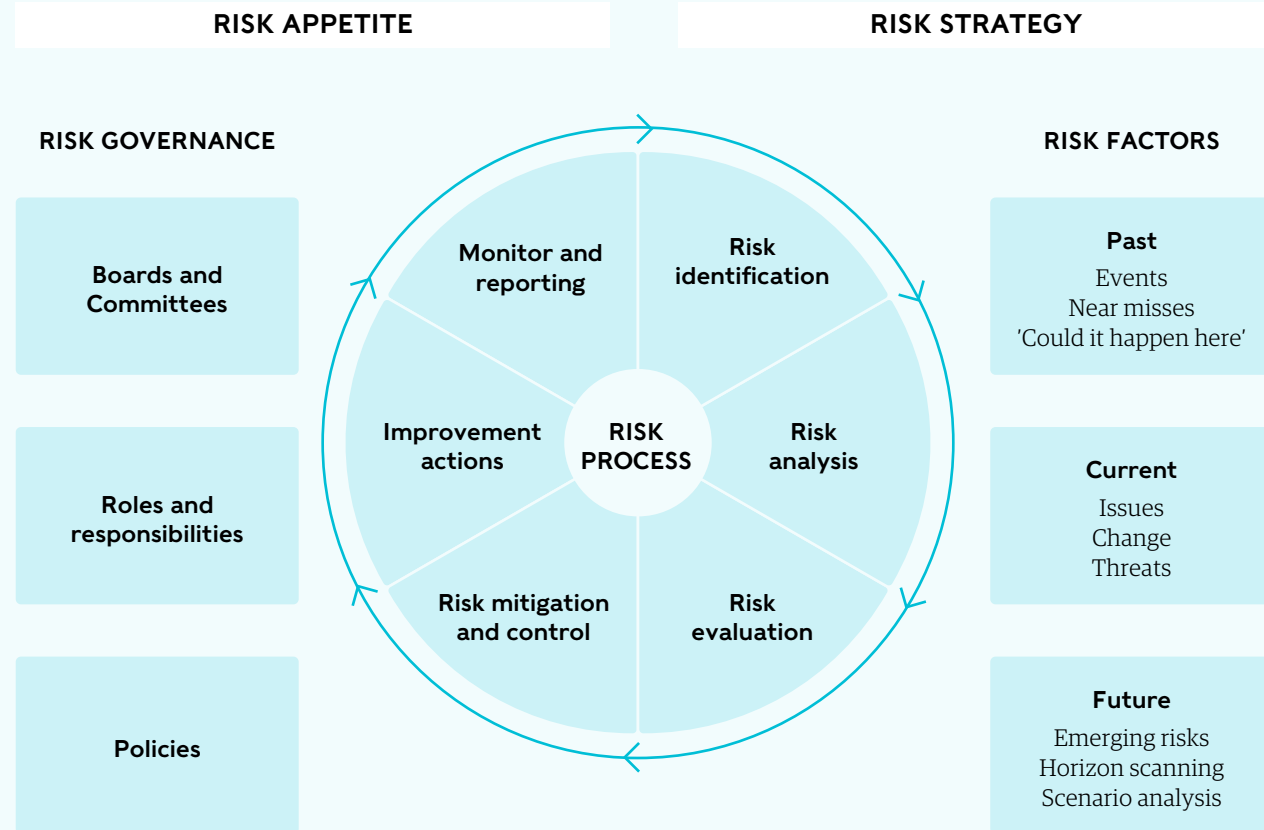 RISK APPETITE
RISK STRATEGY
RISK GOVERNANCE
Boards and
Committees
Roles and
responsibilities
Policies
Monitor and
reporting
Risk
identification
Improvement
actions
RISK
PROCESS
Risk
analysis
Risk mitigation
and control
Risk
evaluation
RISK FACTORS
Past
Events
Near misses
'Could it happen here'
Current
Issues
Change
Threats
Future
Emerging risks
Horizon scanning
Scenario analysis